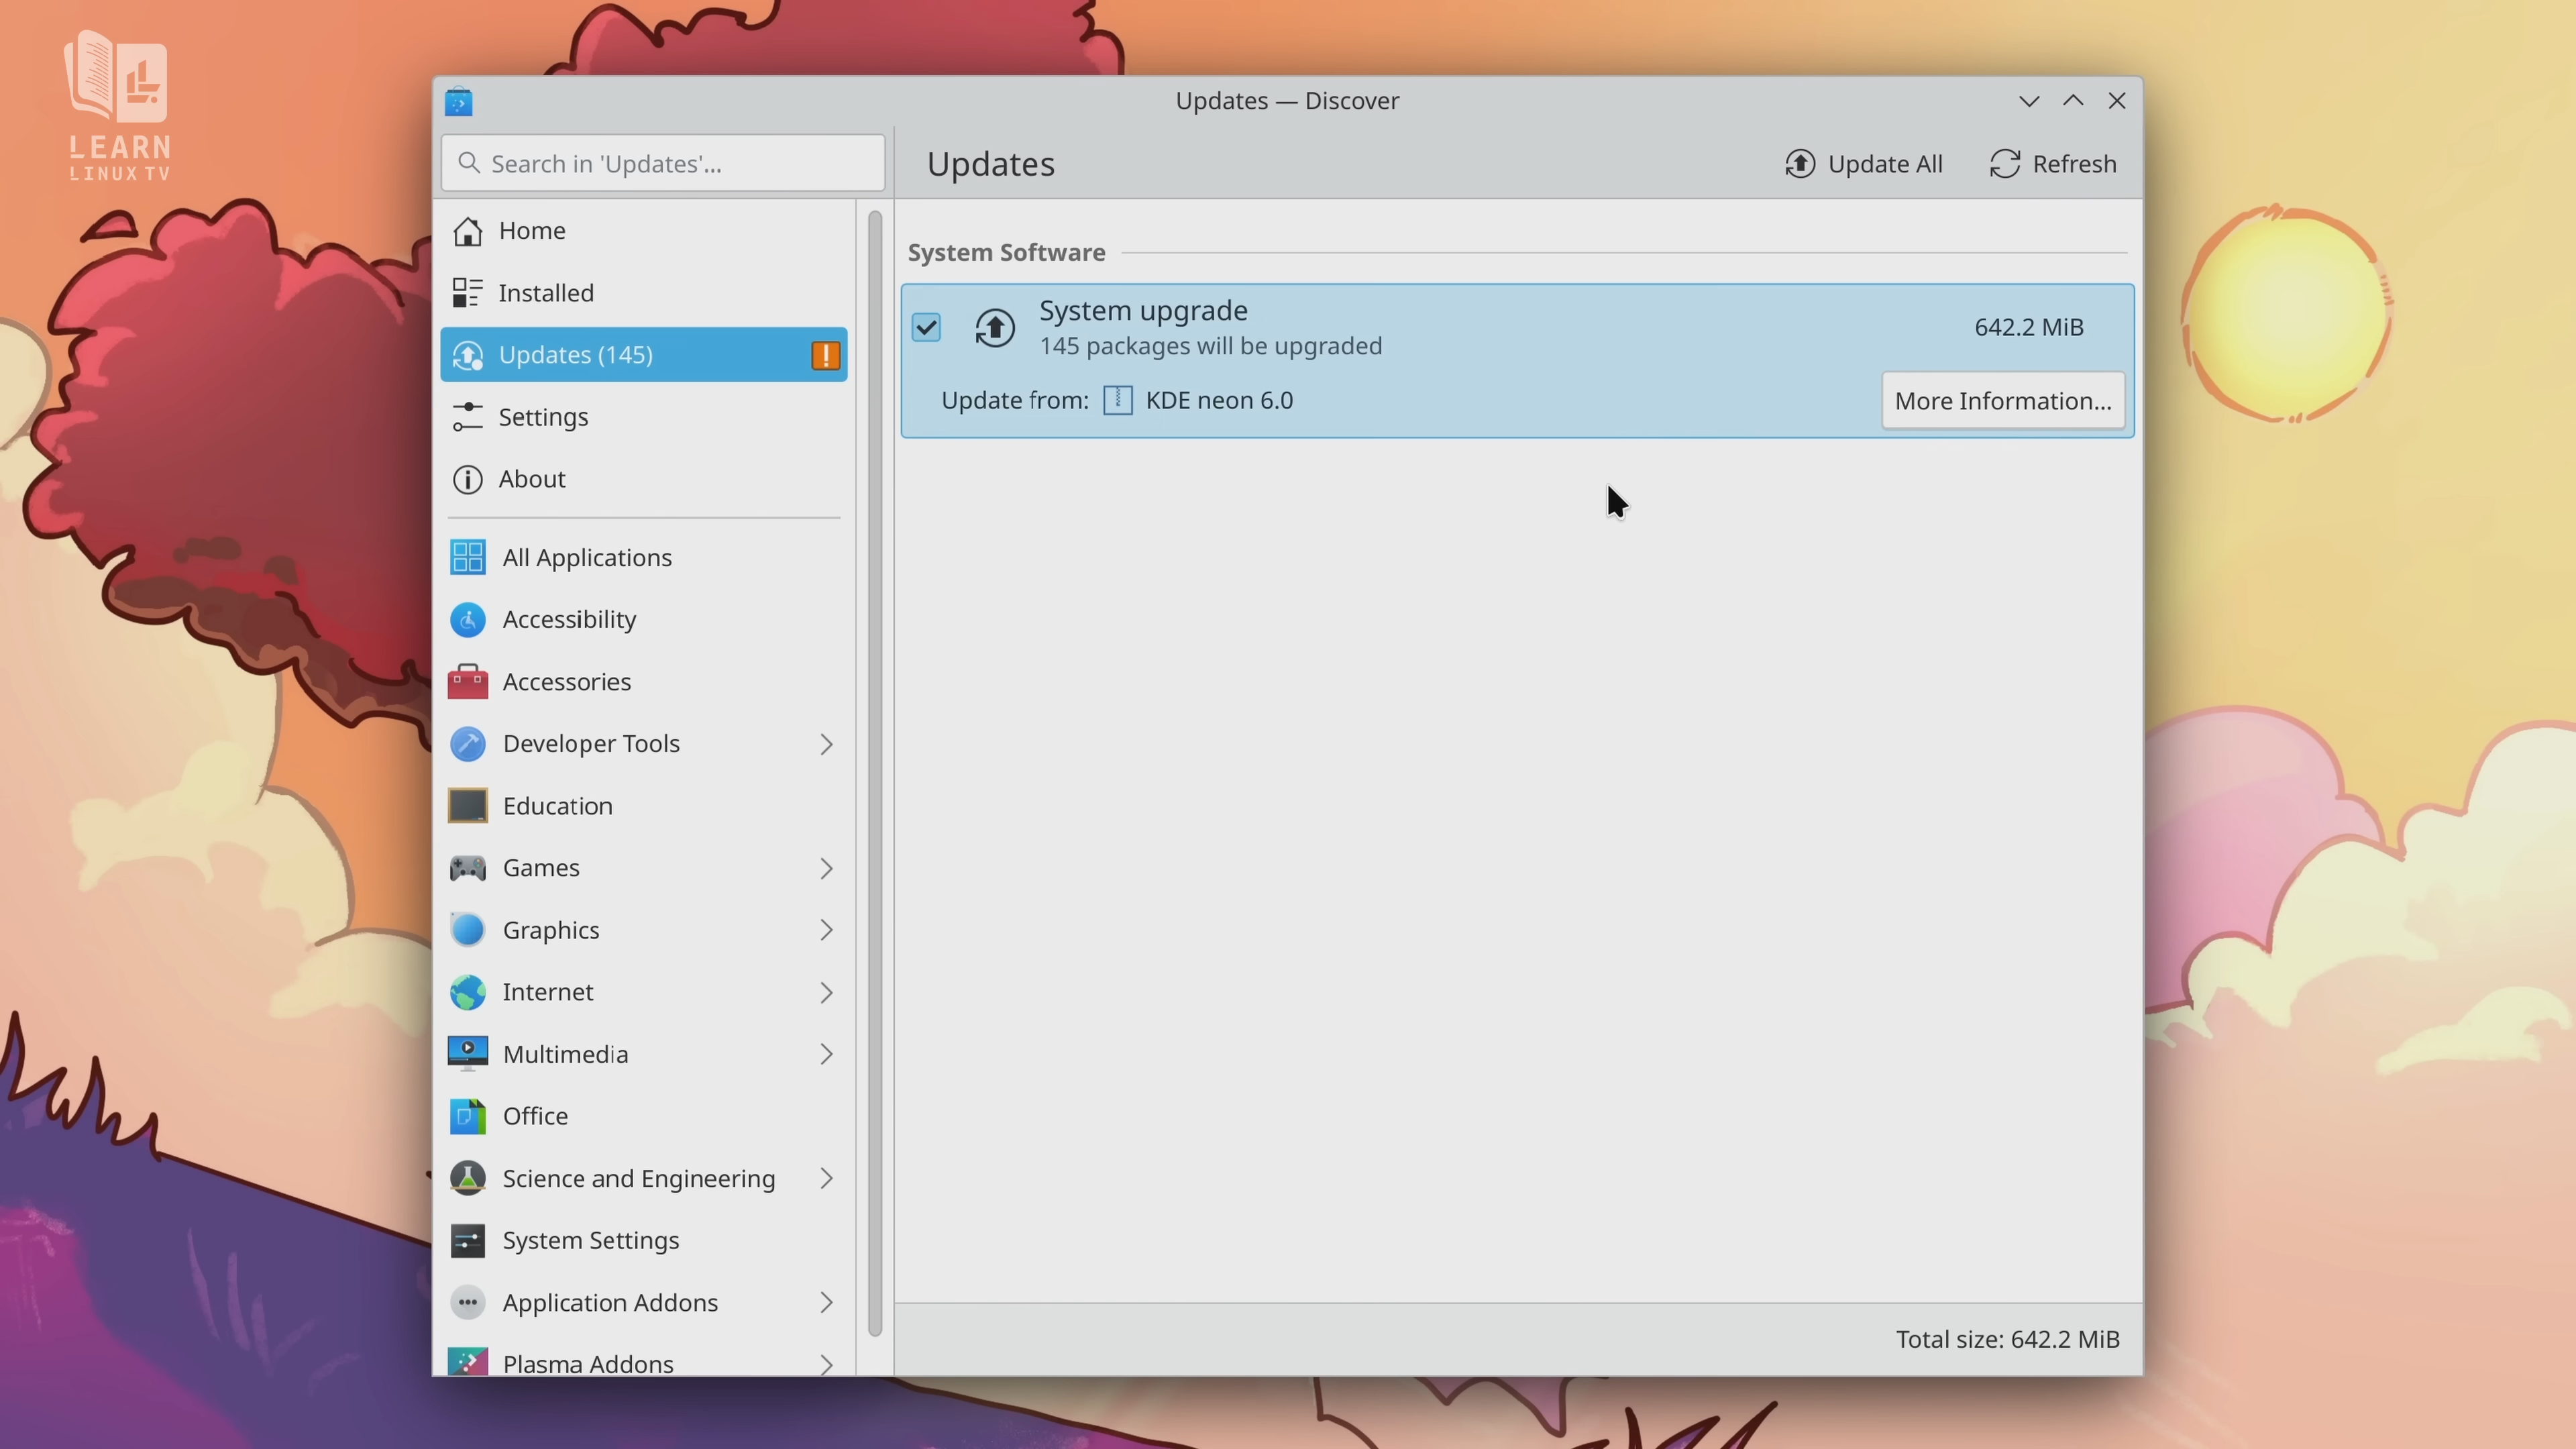 LEARN
LINUX TV
Updates — Discover
Search in 'Updates'...
Updates
Update All
Refresh
Home
Installed
Updates (145)
Settings
About
All Applications
Accessibility
Accessories
Developer Tools
Education
Games
Graphics
Internet
Multimedia
Office
Science and Engineering
System Settings
Application Addons
Plasma Addons
System Software
System upgrade
145 packages will be upgraded
642.2 MiB
Update from: KDE neon 6.0
More Information...
Total size: 642.2 MiB